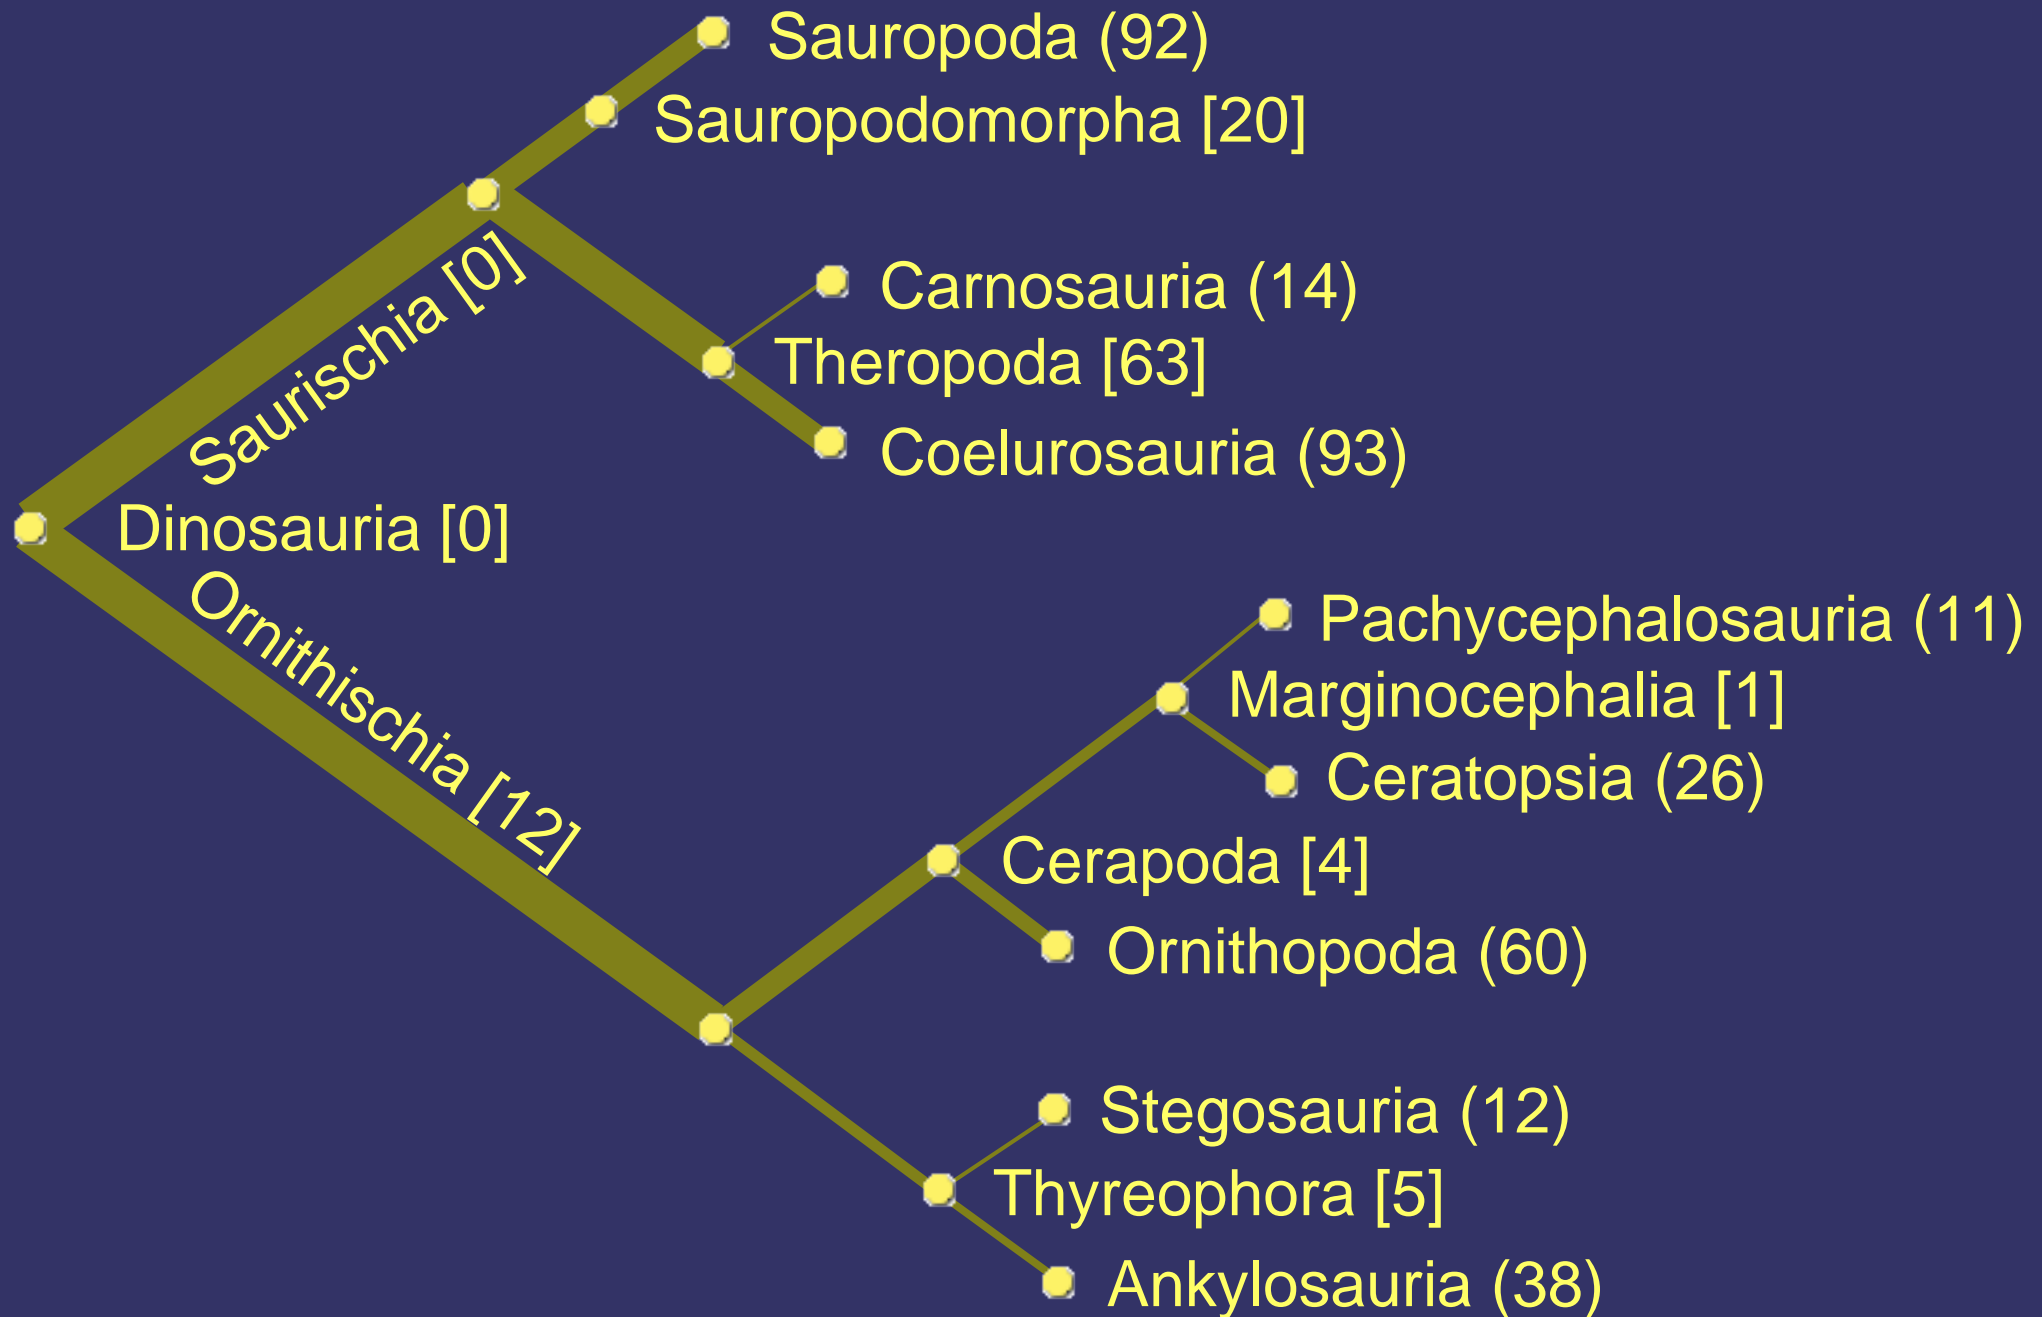 Sauropoda (92)
Sauropodomorpha [20]
Saurischia [0]
Carnosauria (14)
Theropoda [63]
Coelurosauria (93)
Dinosauria [0]
Ornithischia [12]
Pachycephalosauria (11)
Marginocephalia [1]
Ceratopsia (26)
Cerapoda [4]
Ornithopoda (60)
Stegosauria (12)
Thyreophora [5]
Ankylosauria (38)